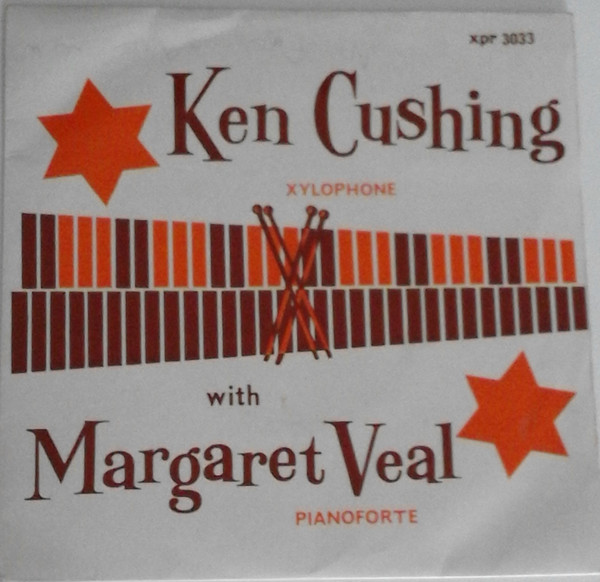 xpr 3033
Ken Cushing
XYLOPHONE
with
Margaret Veal
PIANOFORTE